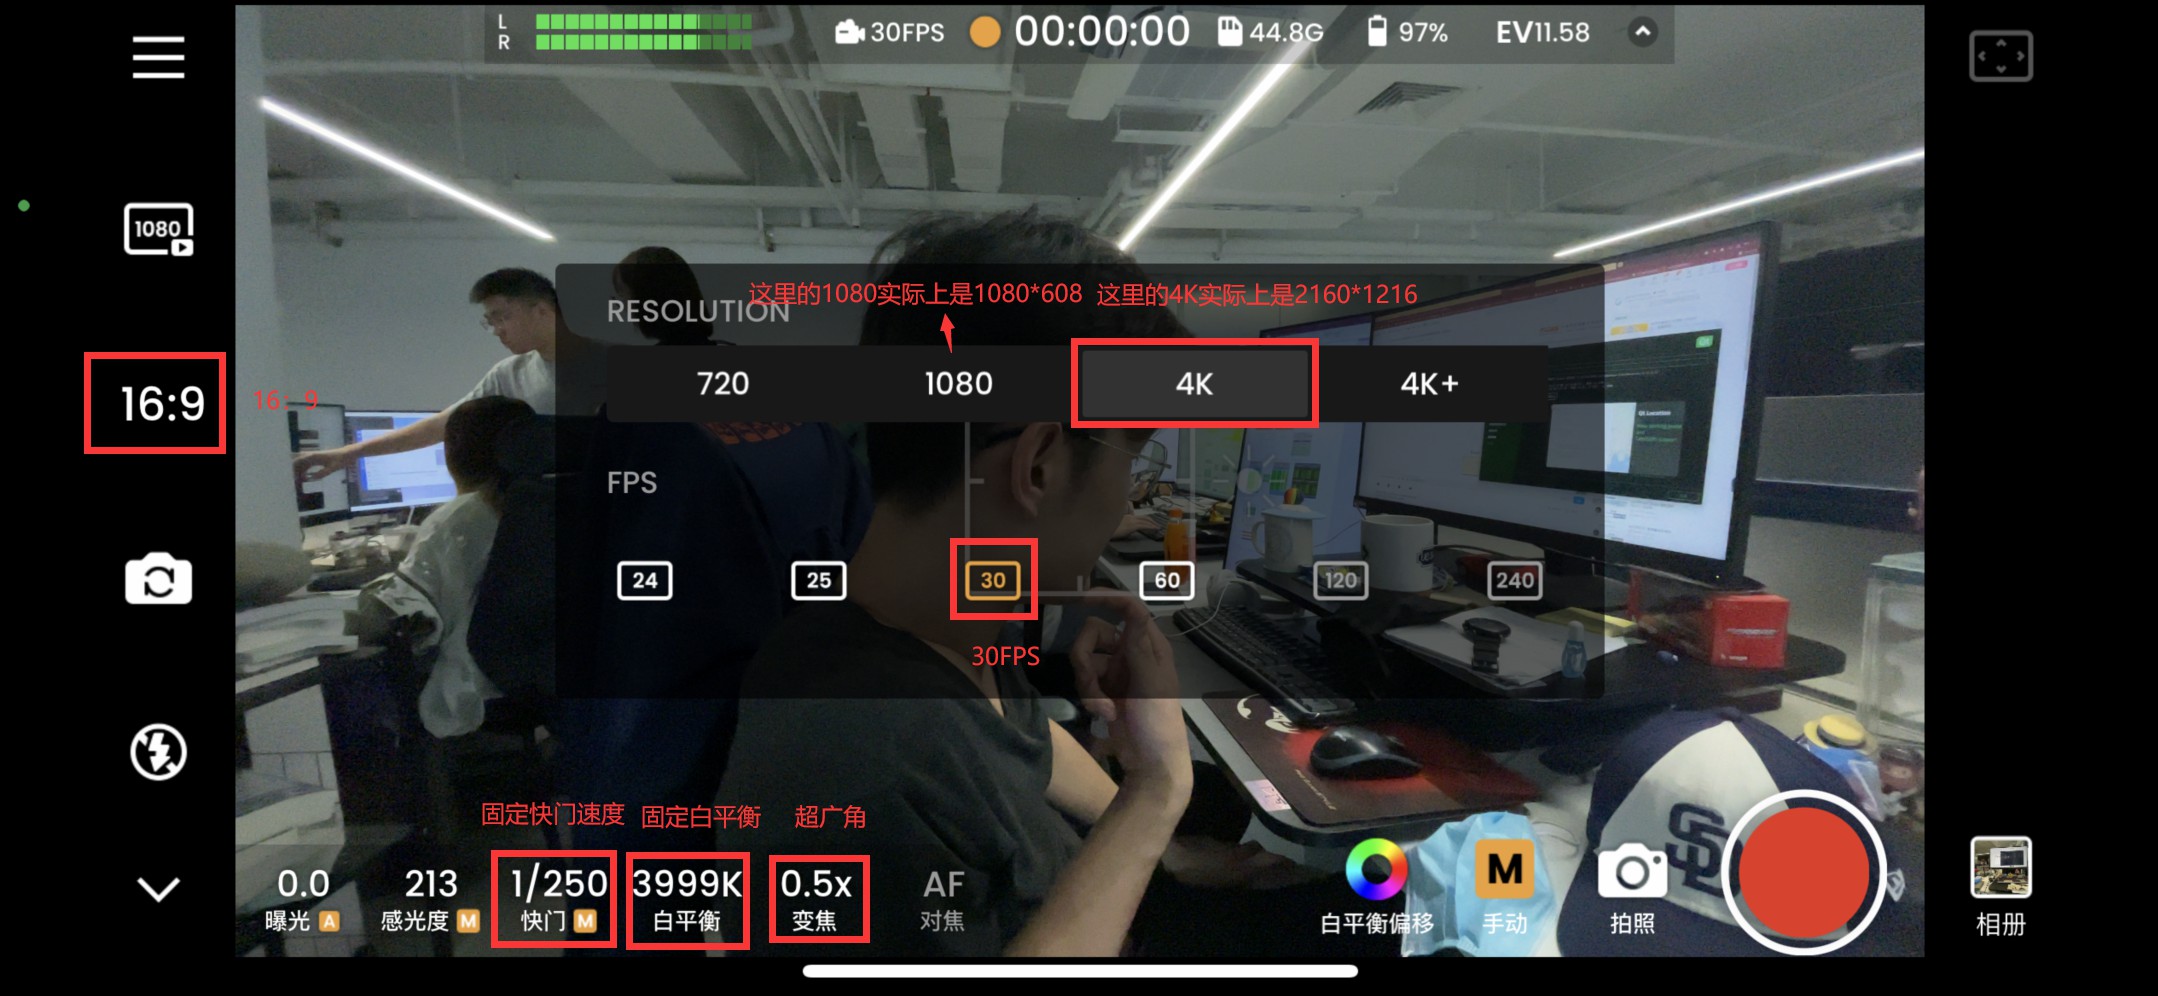 L
R
30FPS
00:00:00
44.8G
97%
EV11.58
1080
这里的1080实际上是1080*608
这里的4K实际上是2160*1216
RESOLUTION
720
1080
4K
4K+
16:9
16：9
FPS
24
25
30
60
120
240
30FPS
固定快门速度
固定白平衡
超广角
0.0
曝光 A
213
感光度 M
1/250
快门 M
3999K
白平衡
0.5x
变焦
AF
对焦
白平衡偏移
M
手动
拍照
SD
相册